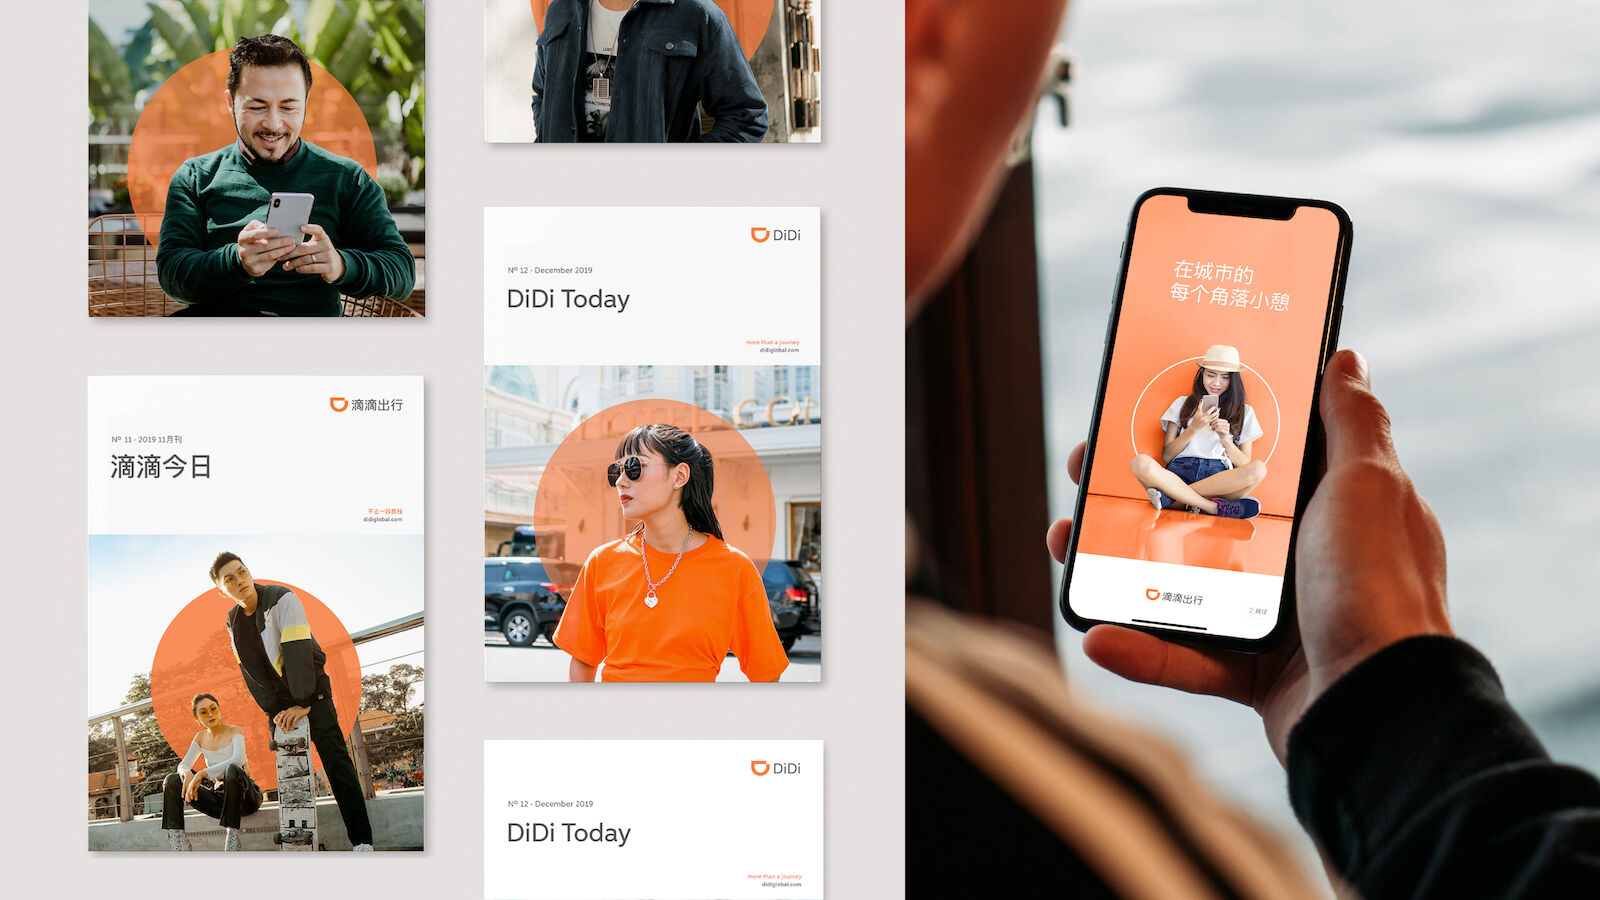 滴滴出行
Nº 11 - 2019 11月刊
滴滴今日
不止一段旅程
didiglobal.com
DiDi
Nº 12 - December 2019
DiDi Today
more than a journey
didiglobal.com
DiDi
Nº 12 - December 2019
DiDi Today
more than a journey
didiglobal.com
在城市的
每个角落小憩
滴滴出行
2 跳过